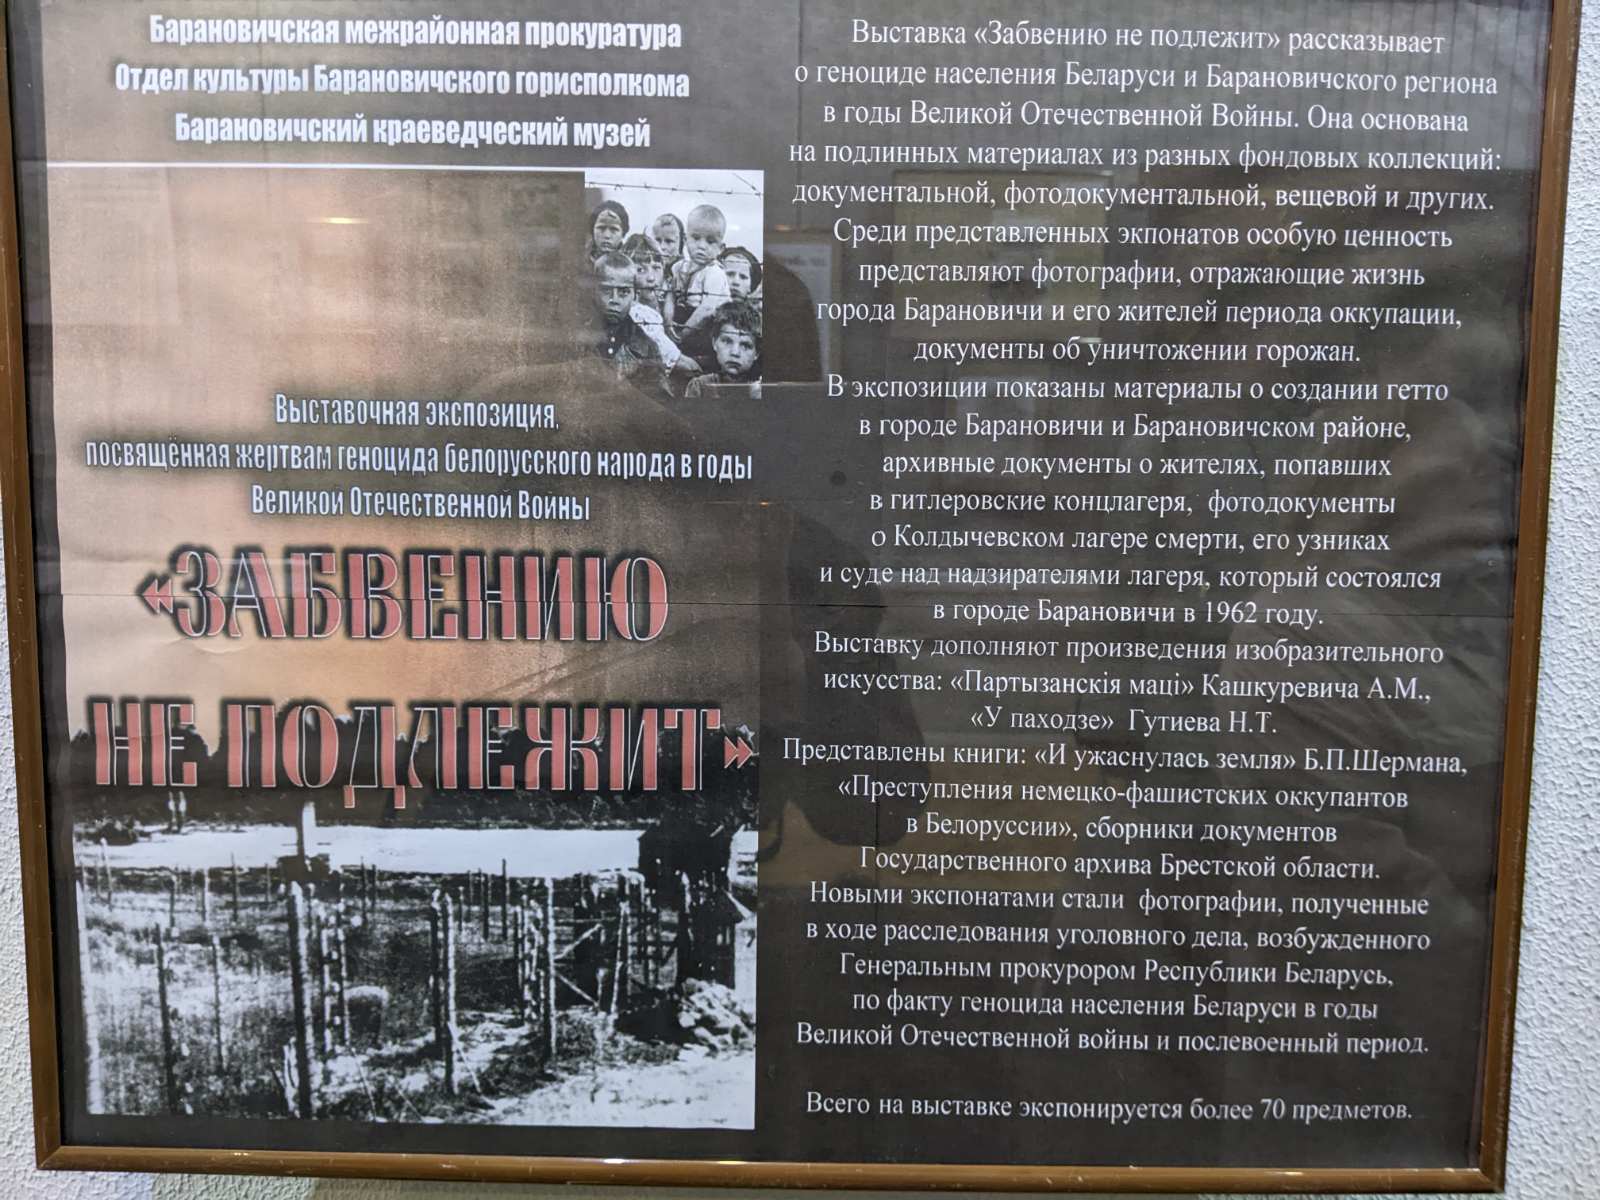 Барановичская межрайонная прокуратура
Отдел культуры Барановичского горисполкома
Барановичский краеведческий музей
Выставочная экспозиция,
посвящённая жертвам геноцида белорусского народа в годы
Великой Отечественной Войны
«ЗАБВЕНИЮ
НЕ ПОДЛЕЖИТ»
Выставка «Забвению не подлежит» рассказывает
о геноциде населения Беларуси и Барановичского региона
в годы Великой Отечественной Войны. Она основана
на подлинных материалах из разных фондовых коллекций:
документальной, фотодокументальной, вещевой и других.
Среди представленных экпонатов особую ценность
представляют фотографии, отражающие жизнь
города Барановичи и его жителей периода оккупации,
документы об уничтожении горожан.
В экспозиции показаны материалы о создании гетто
в городе Барановичи и Барановичском районе,
архивные документы о жителях, попавших
в гитлеровские концлагеря, фотодокументы
о Колдычевском лагере смерти, его узниках
и суде над надзирателями лагеря, который состоялся
в городе Барановичи в 1962 году.
Выставку дополняют произведения изобразительного
искусства: «Партызанскія маці» Кашкуревича А.М.,
«У паходзе» Гутиева Н.Т.
Представлены книги: «И ужаснулась земля» Б.П.Шермана,
«Преступления немецко-фашистских оккупантов
в Белоруссии», сборники документов
Государственного архива Брестской области.
Новыми экспонатами стали фотографии, полученные
в ходе расследования уголовного дела, возбужденного
Генеральным прокурором Республики Беларусь,
по факту геноцида населения Беларуси в годы
Великой Отечественной войны и послевоенный период.
Всего на выставке экспонируется более 70 предметов.